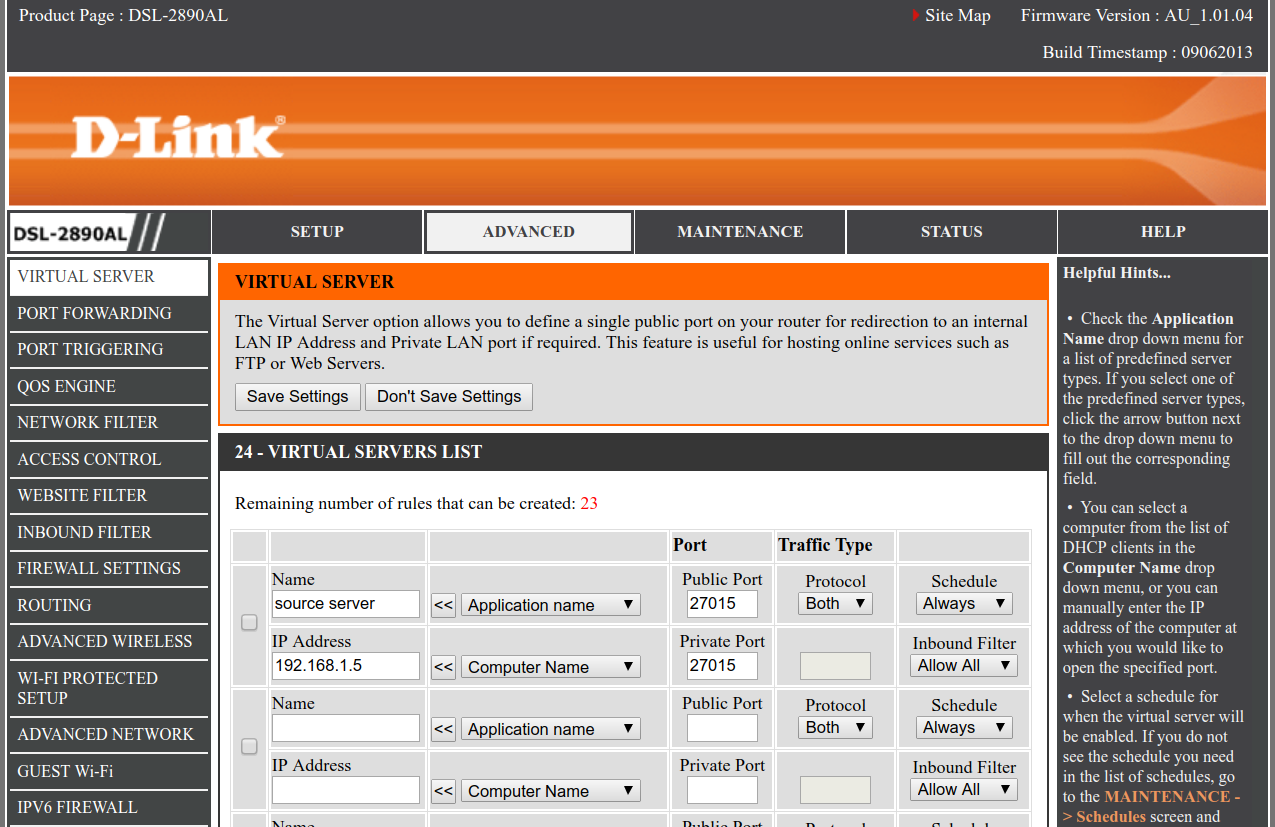 Product Page : DSL-2890AL
Site Map
Firmware Version : AU_1.01.04
Build Timestamp : 09062013
D-Link®
DSL-2890AL
SETUP
ADVANCED
MAINTENANCE
STATUS
HELP
VIRTUAL SERVER
PORT FORWARDING
PORT TRIGGERING
QOS ENGINE
NETWORK FILTER
ACCESS CONTROL
WEBSITE FILTER
INBOUND FILTER
FIREWALL SETTINGS
ROUTING
ADVANCED WIRELESS
WI-FI PROTECTED
SETUP
ADVANCED NETWORK
GUEST Wi-Fi
IPV6 FIREWALL
VIRTUAL SERVER
The Virtual Server option allows you to define a single public port on your router for redirection to an internal
LAN IP Address and Private LAN port if required. This feature is useful for hosting online services such as
FTP or Web Servers.
Save Settings
Don't Save Settings
24 - VIRTUAL SERVERS LIST
Remaining number of rules that can be created: 23
Port
Traffic Type
Name
source server
<<
Application name
Public Port
27015
Protocol
Both
Schedule
Always
IP Address
192.168.1.5
<<
Computer Name
Private Port
27015
Inbound Filter
Allow All
Name
<<
Application name
Public Port
Protocol
Both
Schedule
Always
IP Address
<<
Computer Name
Private Port
Inbound Filter
Allow All
Name
Public Port
Protocol
Schedule
Helpful Hints...
• Check the Application
Name drop down menu for
a list of predefined server
types. If you select one of
the predefined server types,
click the arrow button next
to the drop down menu to
fill out the corresponding
field.
• You can select a
computer from the list of
DHCP clients in the
Computer Name drop
down menu, or you can
manually enter the IP
address of the computer at
which you would like to
open the specified port.
• Select a schedule for
when the virtual server will
be enabled. If you do not
see the schedule you need
in the list of schedules, go
to the MAINTENANCE -
> Schedules screen and